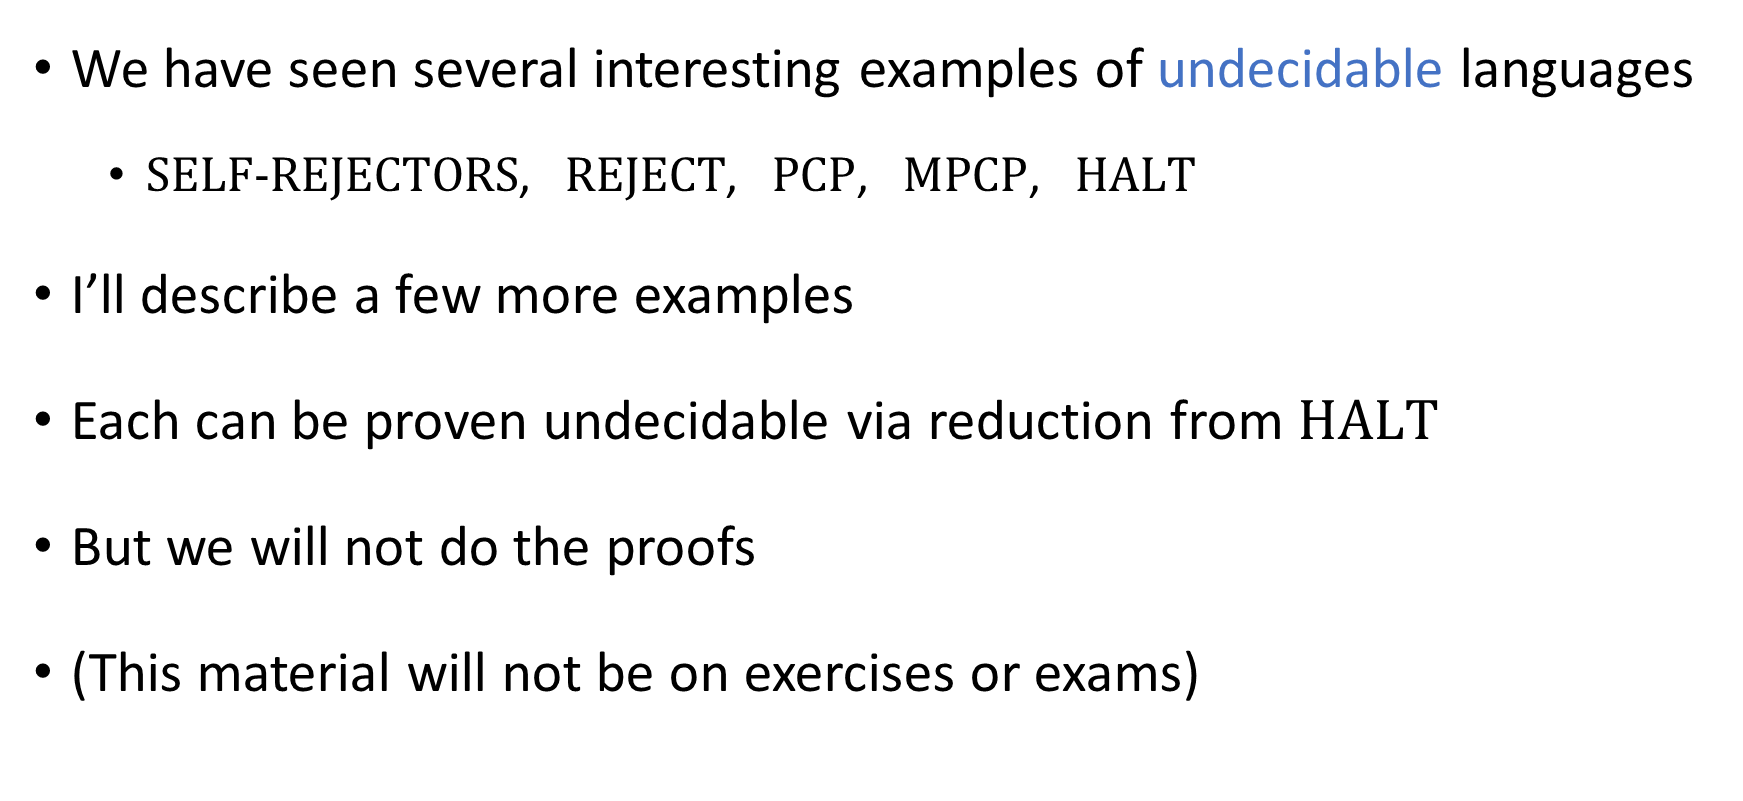 • We have seen several interesting examples of undecidable languages
• SELF-REJECTORS, REJECT, PCP, MPCP, HALT
• I’ll describe a few more examples
• Each can be proven undecidable via reduction from HALT
• But we will not do the proofs
• (This material will not be on exercises or exams)